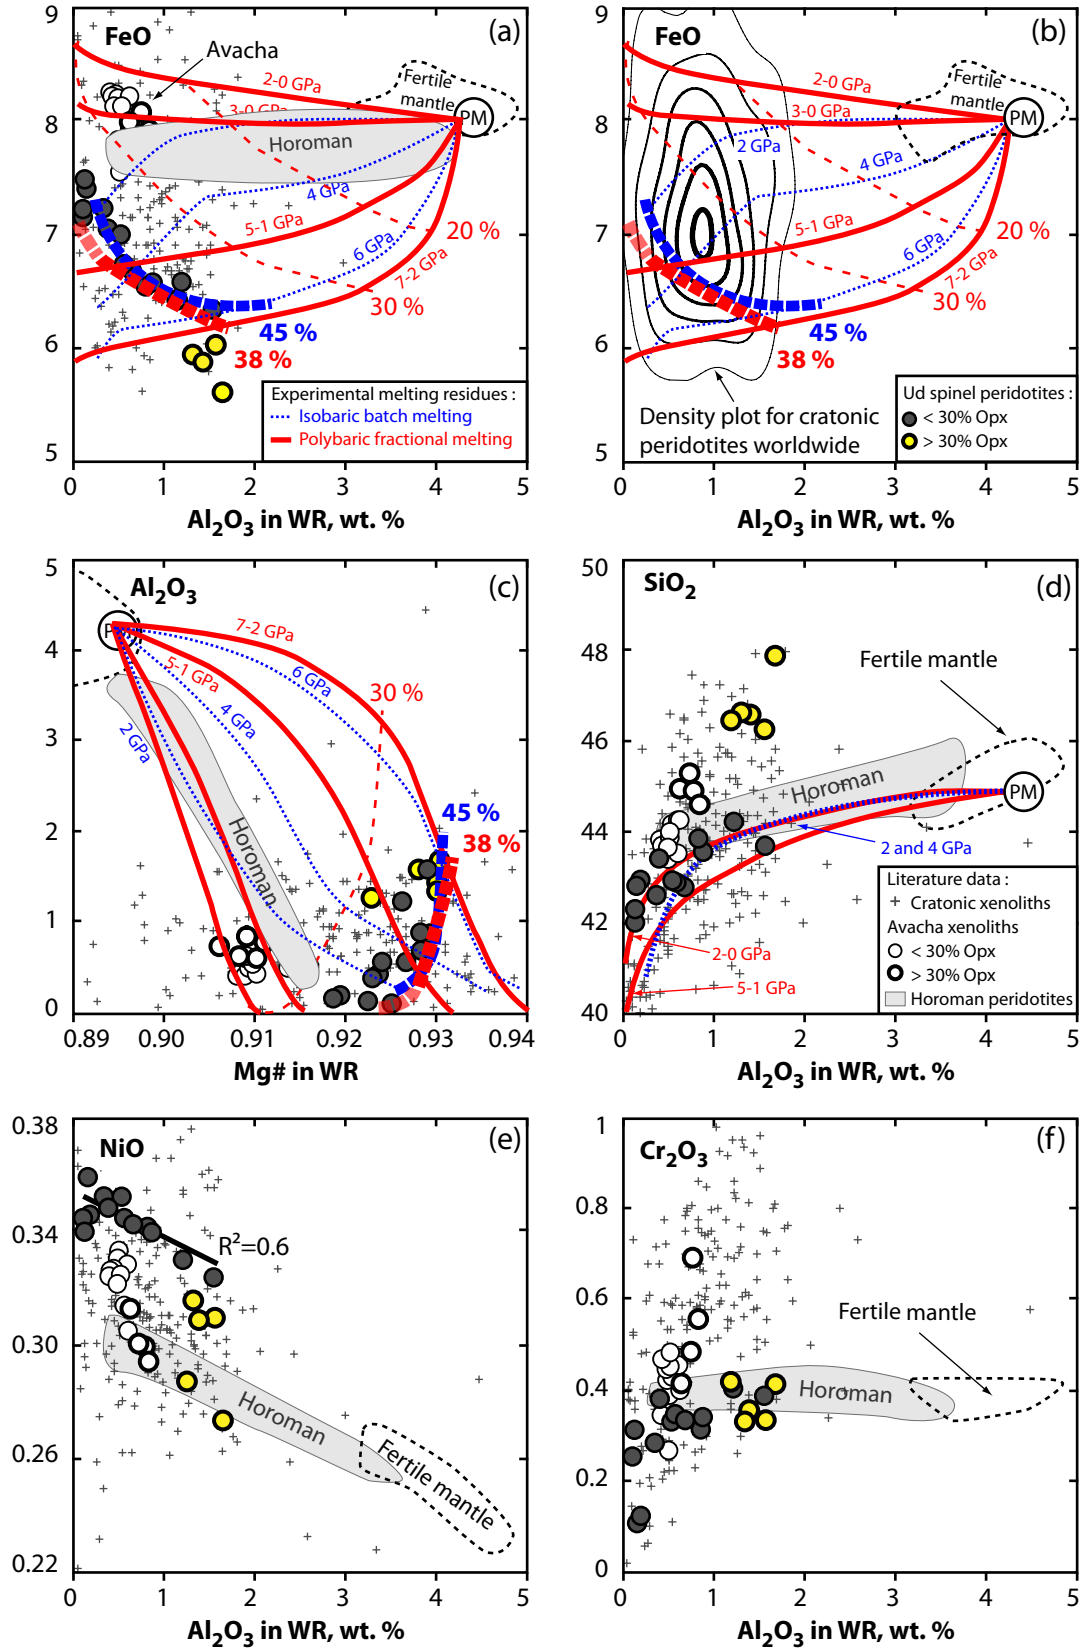 9
8
7
6
5
FeO
(a)
Avacha
2-0 GPa
3-0 GPa
Fertile
mantle
PM
Horoman
4 GPa
5-1 GPa
6 GPa
7-2 GPa
20 %
30 %
45 %
38 %
Experimental melting residues :
Isobaric batch melting
Polybaric fractional melting
0 1 2 3 4 5
Al₂O₃ in WR, wt. %
9
8
7
6
5
FeO
(b)
2-0 GPa
3-0 GPa
Fertile
mantle
PM
2 GPa
4 GPa
5-1 GPa
6 GPa
7-2 GPa
20 %
30 %
45 %
38 %
Density plot for cratonic
peridotites worldwide
Ud spinel peridotites :
< 30% Opx
> 30% Opx
0 1 2 3 4 5
Al₂O₃ in WR, wt. %
5
4
3
2
1
0
Al₂O₃
(c)
7-2 GPa
6 GPa
5-1 GPa
4 GPa
2 GPa
30 %
Horoman
45 %
38 %
0.89 0.90 0.91 0.92 0.93 0.94
Mg# in WR
50
48
46
44
42
40
SiO₂
(d)
Fertile mantle
Horoman
PM
2 and 4 GPa
2-0 GPa
5-1 GPa
Literature data :
Cratonic xenoliths
Avacha xenoliths
< 30% Opx
> 30% Opx
Horoman peridotites
0 1 2 3 4 5
Al₂O₃ in WR, wt. %
0.38
0.34
0.30
0.26
0.22
NiO
(e)
R²=0.6
Horoman
Fertile mantle
0 1 2 3 4 5
Al₂O₃ in WR, wt. %
1
0.8
0.6
0.4
0.2
0
Cr₂O₃
(f)
Fertile mantle
Horoman
0 1 2 3 4 5
Al₂O₃ in WR, wt. %